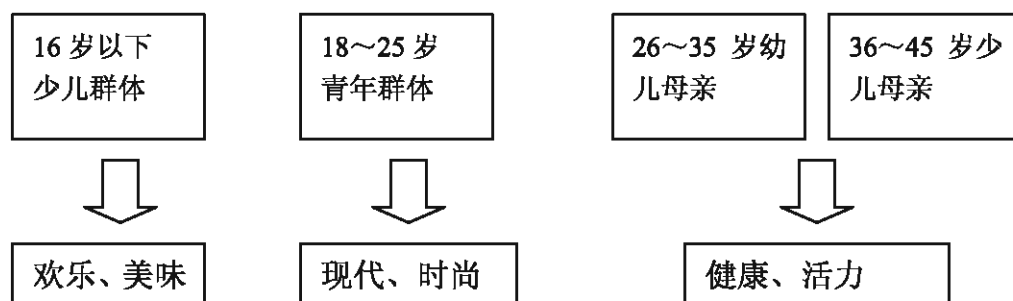 16 岁以下
少儿群体
18～25 岁
青年群体
26～35 岁幼
儿母亲
36～45 岁少
儿母亲
欢乐、美味
现代、时尚
健康、活力